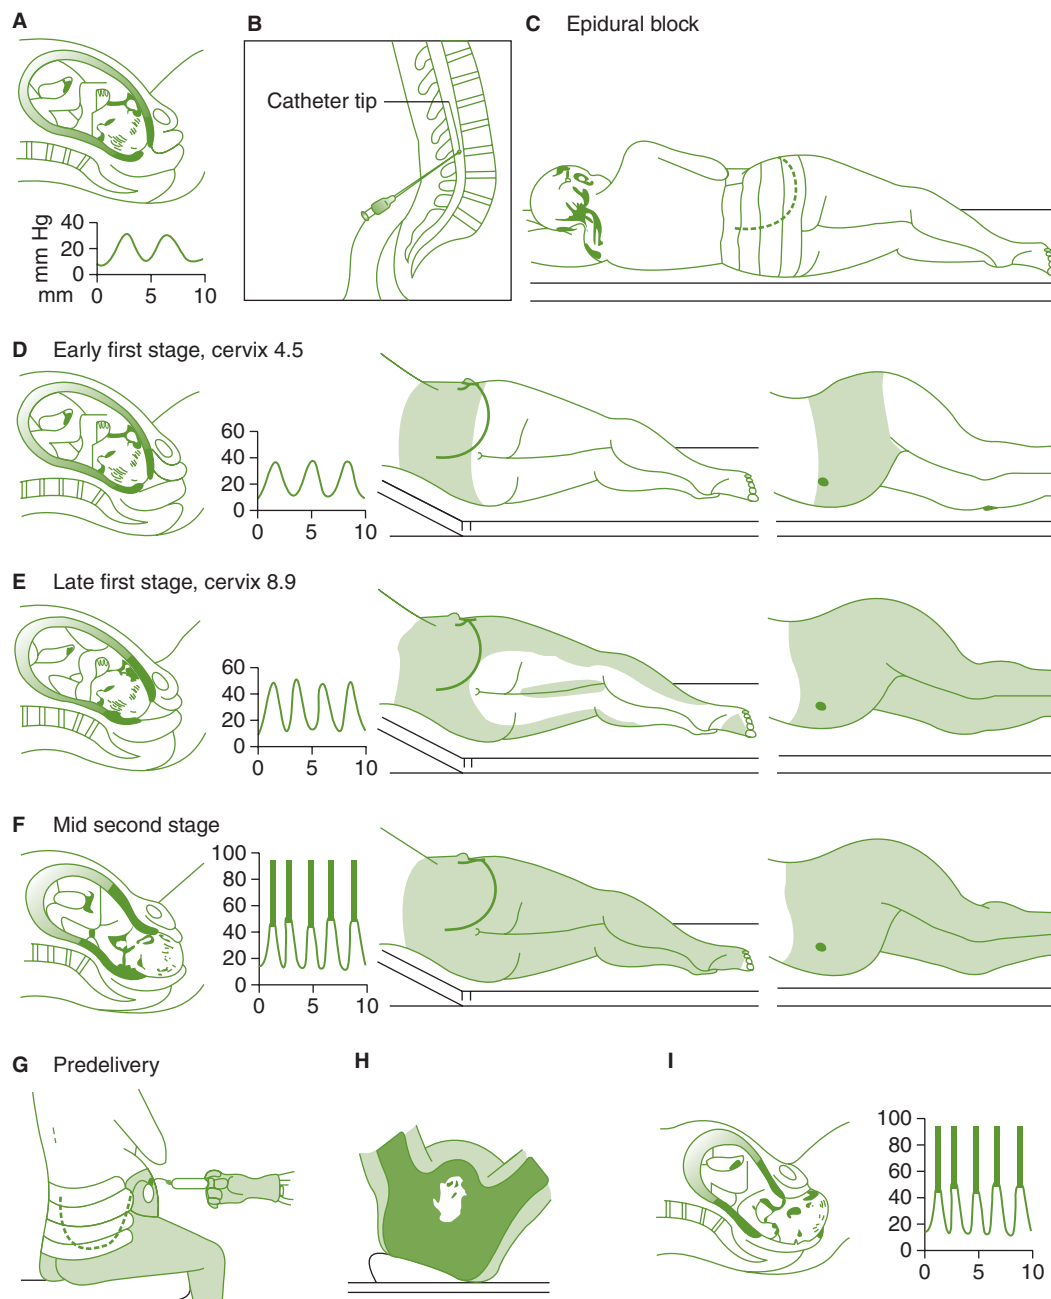 A
B
C Epidural block
Catheter tip
mm Hg
40
20
0
mm 0 5 10
D Early first stage, cervix 4.5
60
40
20
0
0 5 10
E Late first stage, cervix 8.9
60
40
20
0
0 5 10
F Mid second stage
100
80
60
40
20
0
0 5 10
G Predelivery
H
I
100
80
60
40
20
0
0 5 10